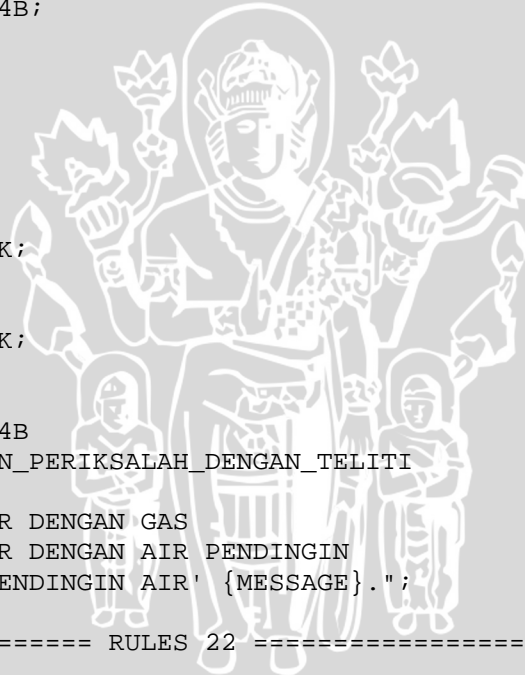 4B;
K;
K;
4B
N_PERIKSALAH_DENGAN_TELITI
R DENGAN GAS
R DENGAN AIR PENDINGIN
ENDINGIN AIR' {MESSAGE}.";
====== RULES 22 =================